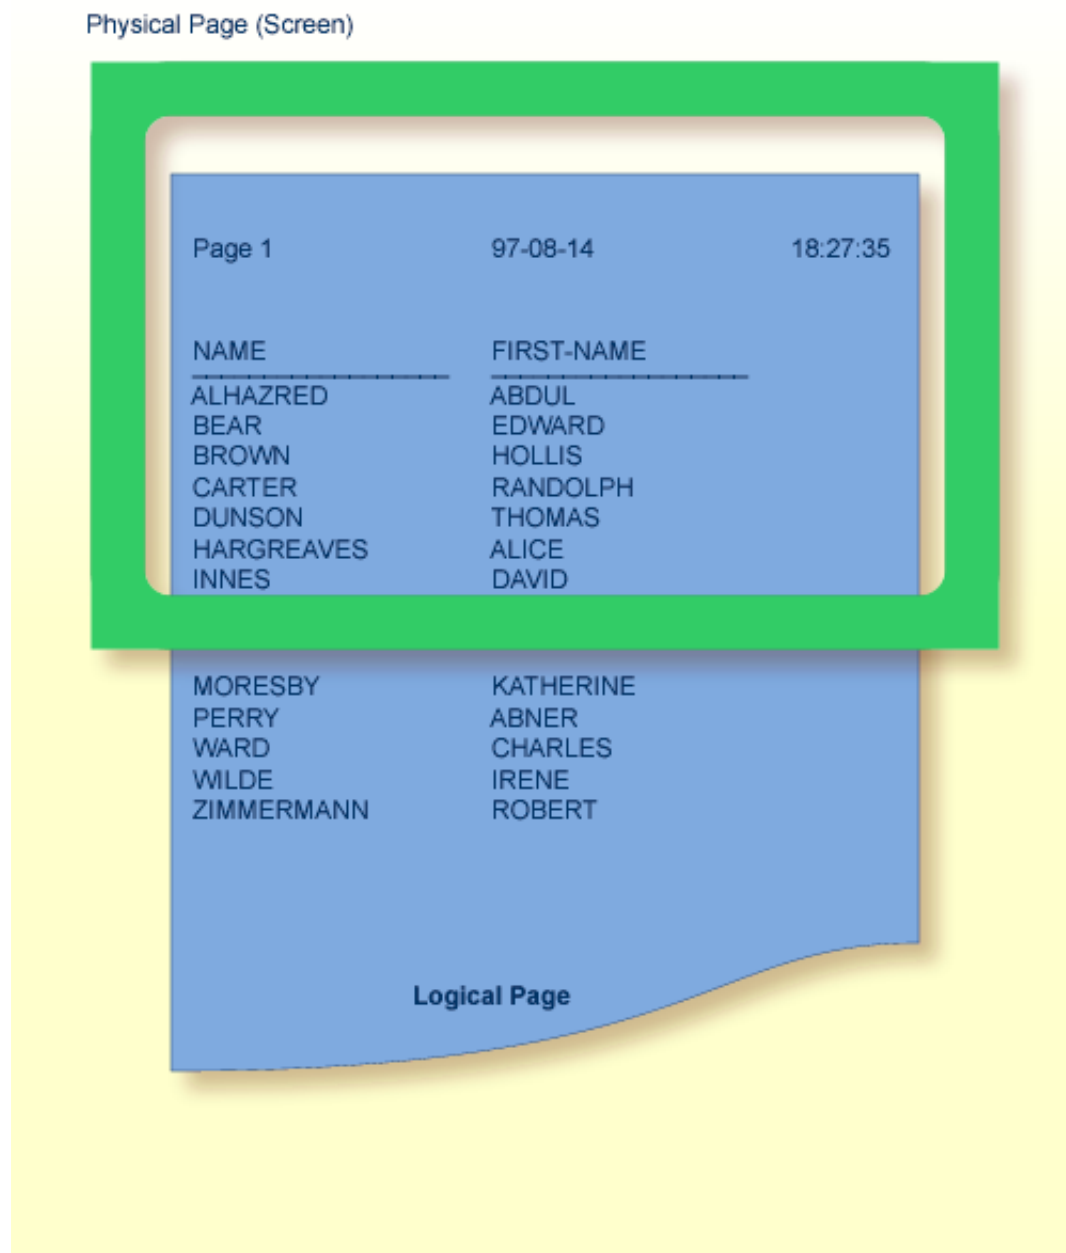 Physical Page (Screen)
Page 1 97-08-14 18:27:35
NAME FIRST-NAME
ALHAZRED ABDUL
BEAR EDWARD
BROWN HOLLIS
CARTER RANDOLPH
DUNSON THOMAS
HARGREAVES ALICE
INNES DAVID
MORESBY KATHERINE
PERRY ABNER
WARD CHARLES
WILDE IRENE
ZIMMERMANN ROBERT
Logical Page